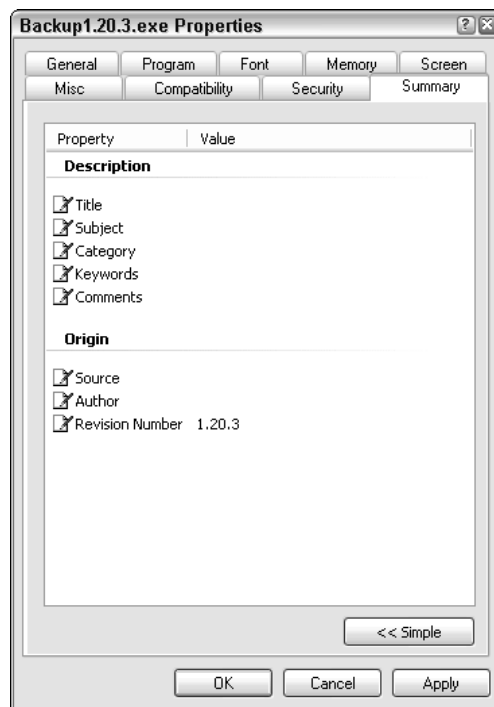 Backup1.20.3.exe Properties
General Program Font Memory Screen
Misc Compatibility Security Summary
Property Value
Description
Title
Subject
Category
Keywords
Comments
Origin
Source
Author
Revision Number 1.20.3
<< Simple
OK Cancel Apply